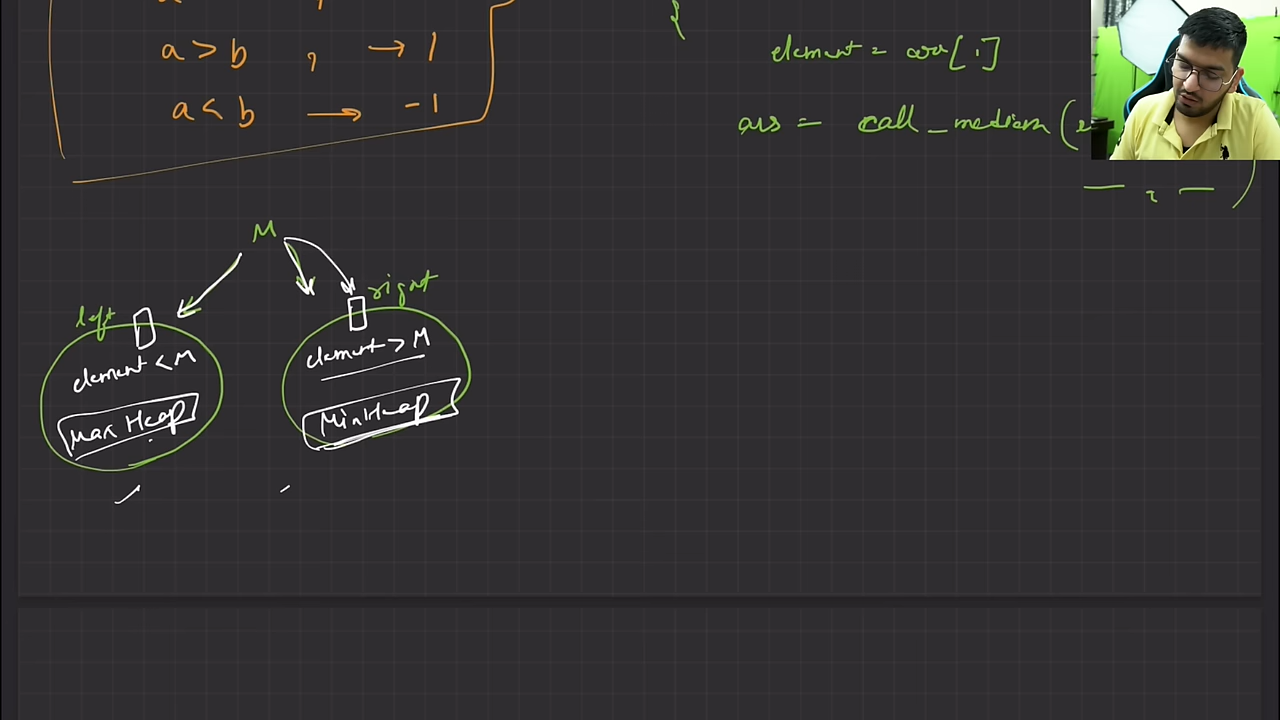 a > b , → 1
a < b → -1
element = arr[i]
ans = call_median(
— , — )
M
left
right
element < M
Max Heap
element > M
MinHeap